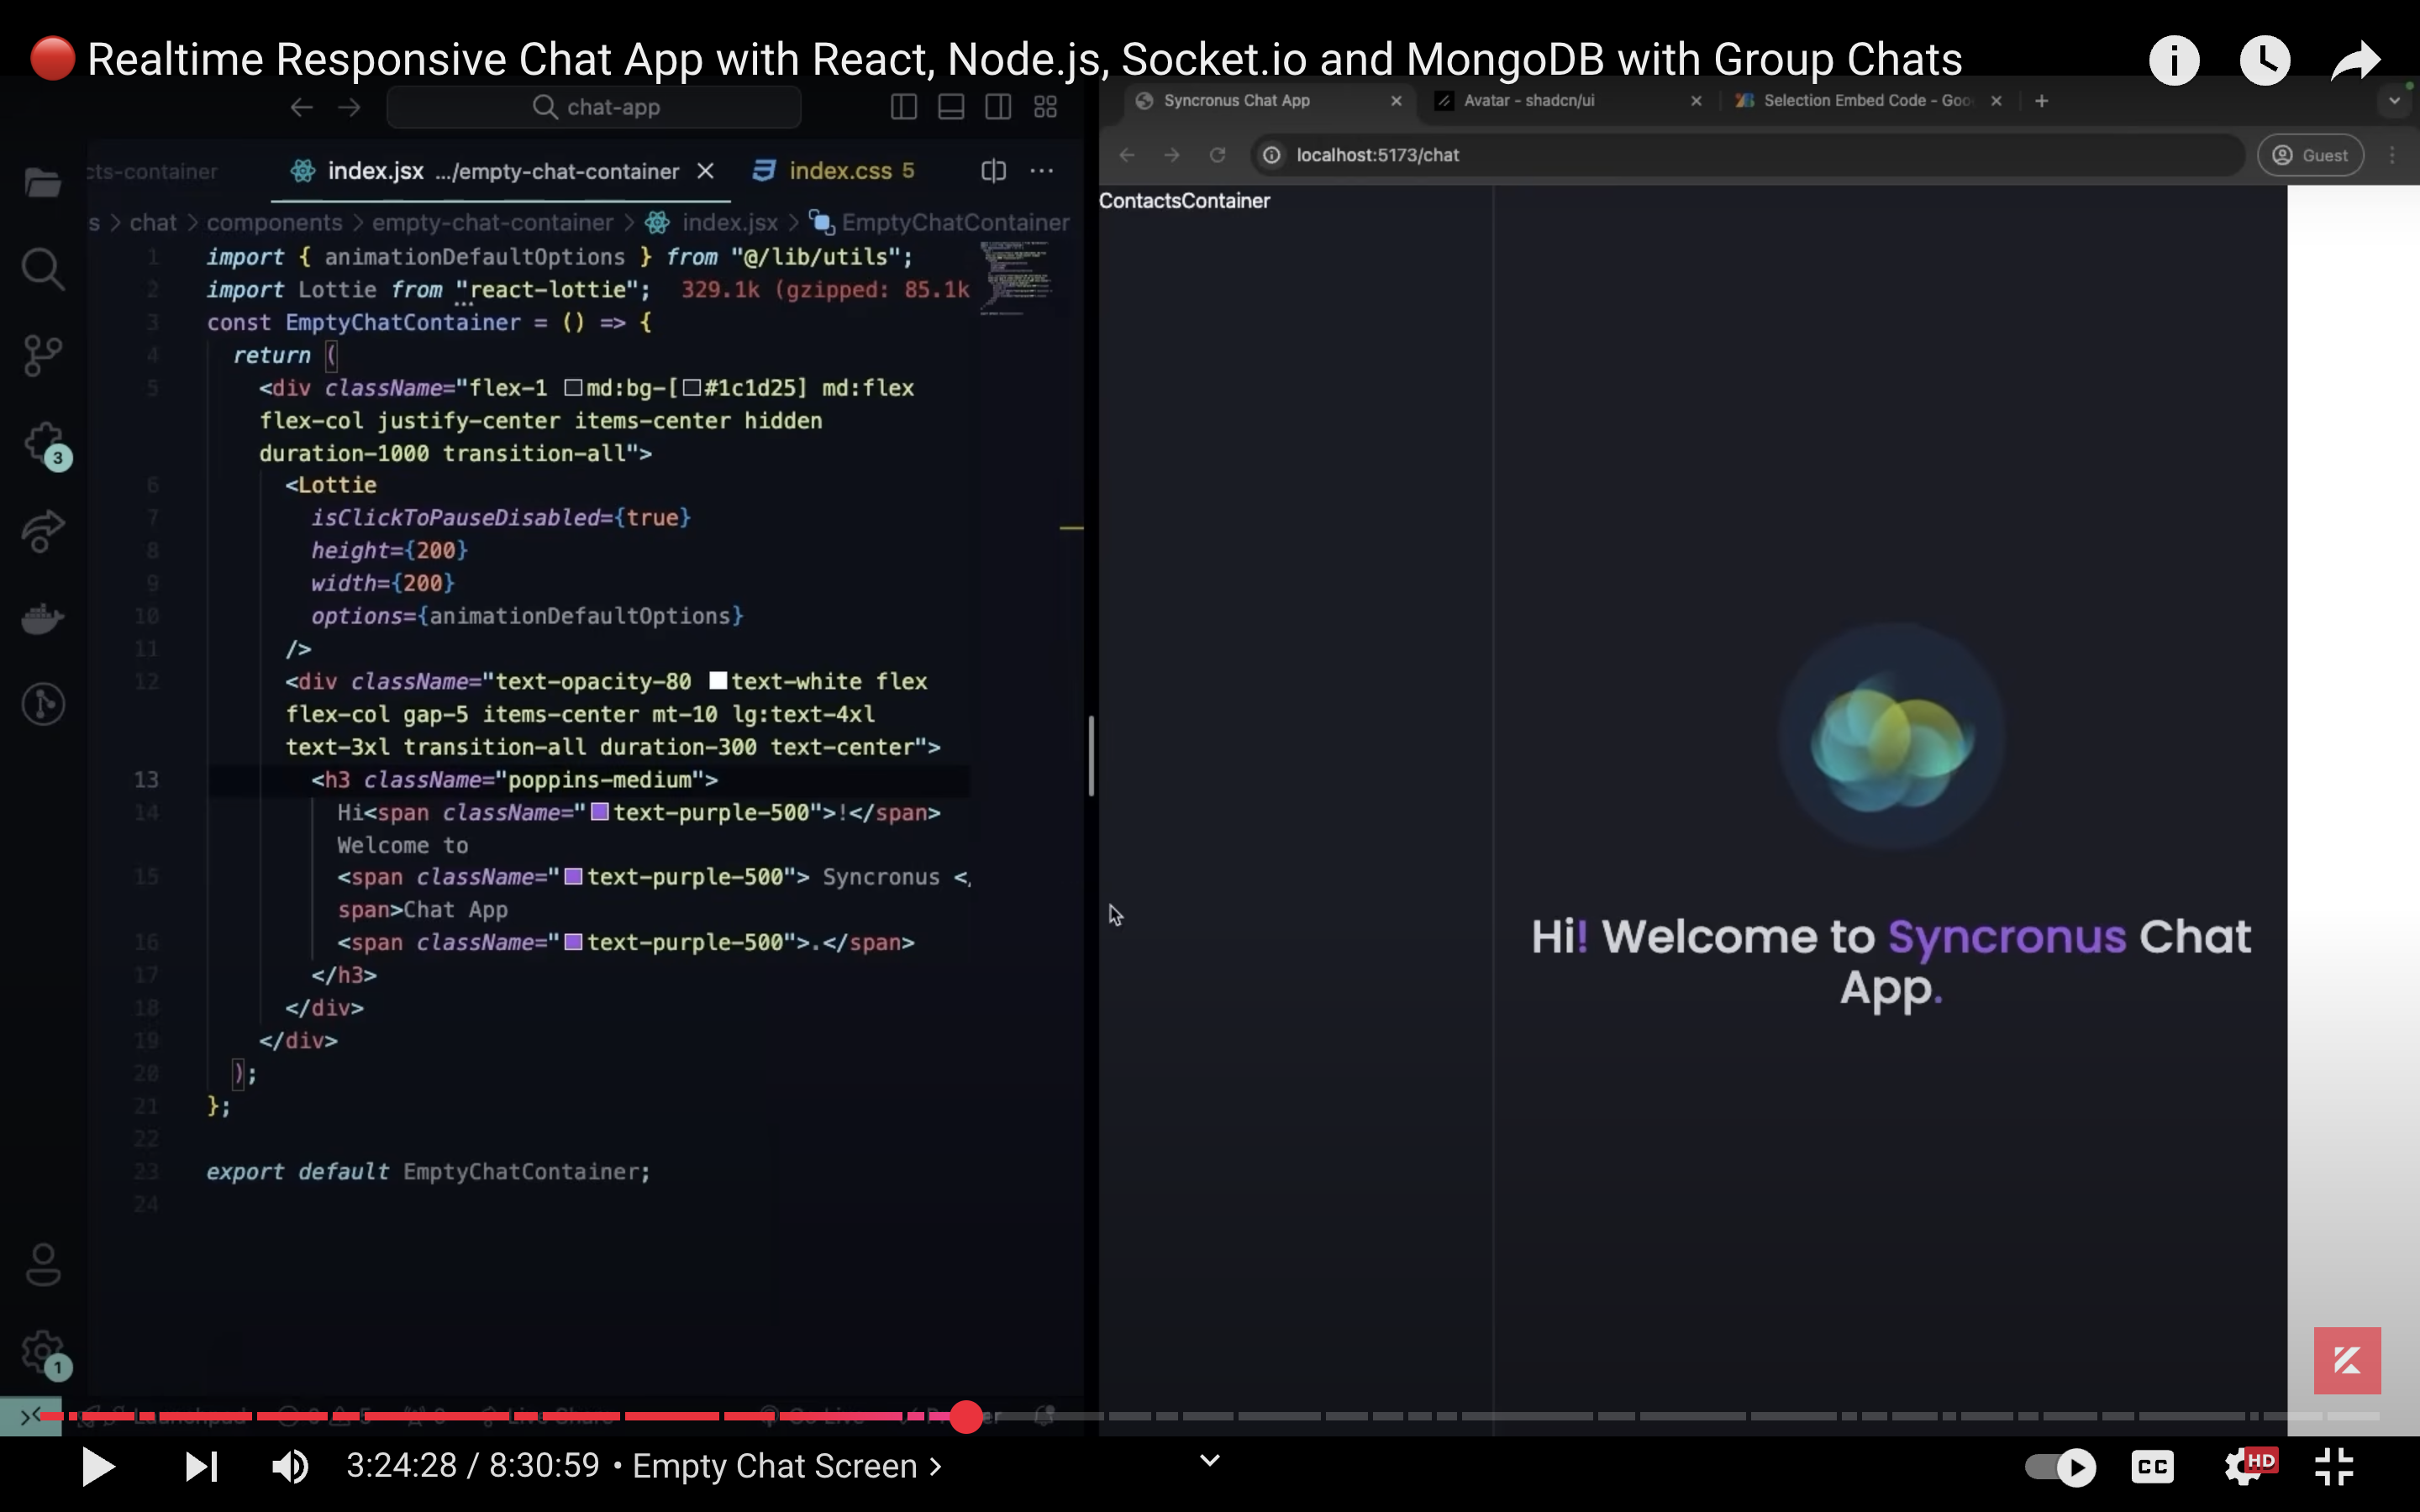 🔴 Realtime Responsive Chat App with React, Node.js, Socket.io and MongoDB with Group Chats
chat-app
Syncronus Chat App
Avatar - shadcn/ui
Selection Embed Code - Goo
localhost:5173/chat
Guest
cts-container
index.jsx .../empty-chat-container
index.css 5
s > chat > components > empty-chat-container > index.jsx > EmptyChatContainer
ContactsContainer
1 import { animationDefaultOptions } from "@/lib/utils";
2 import Lottie from "react-lottie"; 329.1k (gzipped: 85.1k
3 const EmptyChatContainer = () => {
4 return (
5 <div className="flex-1 md:bg-[#1c1d25] md:flex
flex-col justify-center items-center hidden
duration-1000 transition-all">
6 <Lottie
7 isClickToPauseDisabled={true}
8 height={200}
9 width={200}
10 options={animationDefaultOptions}
11 />
12 <div className="text-opacity-80 text-white flex
flex-col gap-5 items-center mt-10 lg:text-4xl
text-3xl transition-all duration-300 text-center">
13 <h3 className="poppins-medium">
14 Hi<span className="text-purple-500">!</span>
Welcome to
15 <span className="text-purple-500"> Syncronus </
span>Chat App
16 <span className="text-purple-500">.</span>
17 </h3>
18 </div>
19 </div>
20 );
21 };
22
23 export default EmptyChatContainer;
24
3
1
Hi! Welcome to Syncronus Chat
App.
3:24:28 / 8:30:59 • Empty Chat Screen >
CC
HD